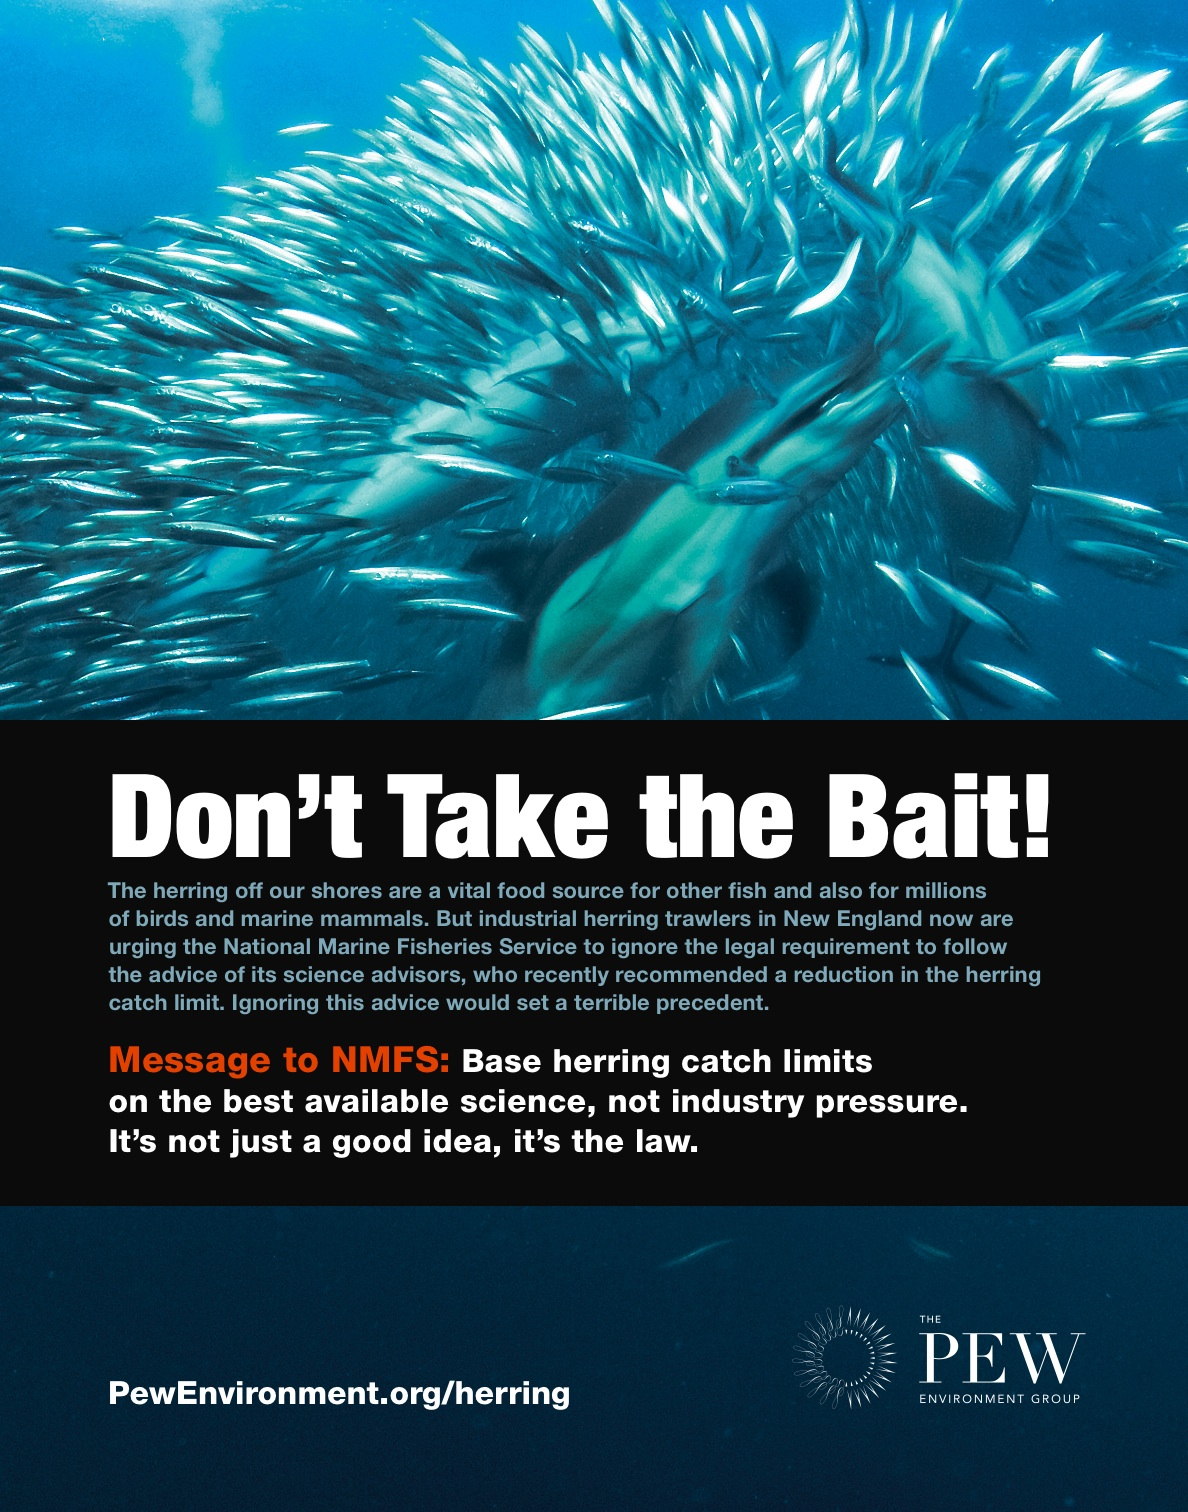 Don’t Take the Bait!
The herring off our shores are a vital food source for other fish and also for millions
of birds and marine mammals. But industrial herring trawlers in New England now are
urging the National Marine Fisheries Service to ignore the legal requirement to follow
the advice of its science advisors, who recently recommended a reduction in the herring
catch limit. Ignoring this advice would set a terrible precedent.
Message to NMFS: Base herring catch limits
on the best available science, not industry pressure.
It’s not just a good idea, it’s the law.
PewEnvironment.org/herring
THE
PEW
ENVIRONMENT GROUP